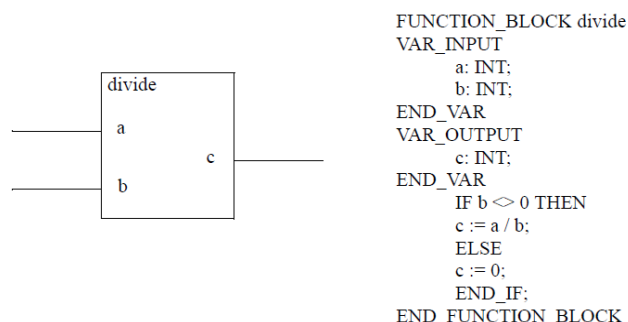 divide
a
c
b
FUNCTION_BLOCK divide
VAR_INPUT
a: INT;
b: INT;
END_VAR
VAR_OUTPUT
c: INT;
END_VAR
IF b <> 0 THEN
c := a / b;
ELSE
c := 0;
END_IF;
END_FUNCTION_BLOCK